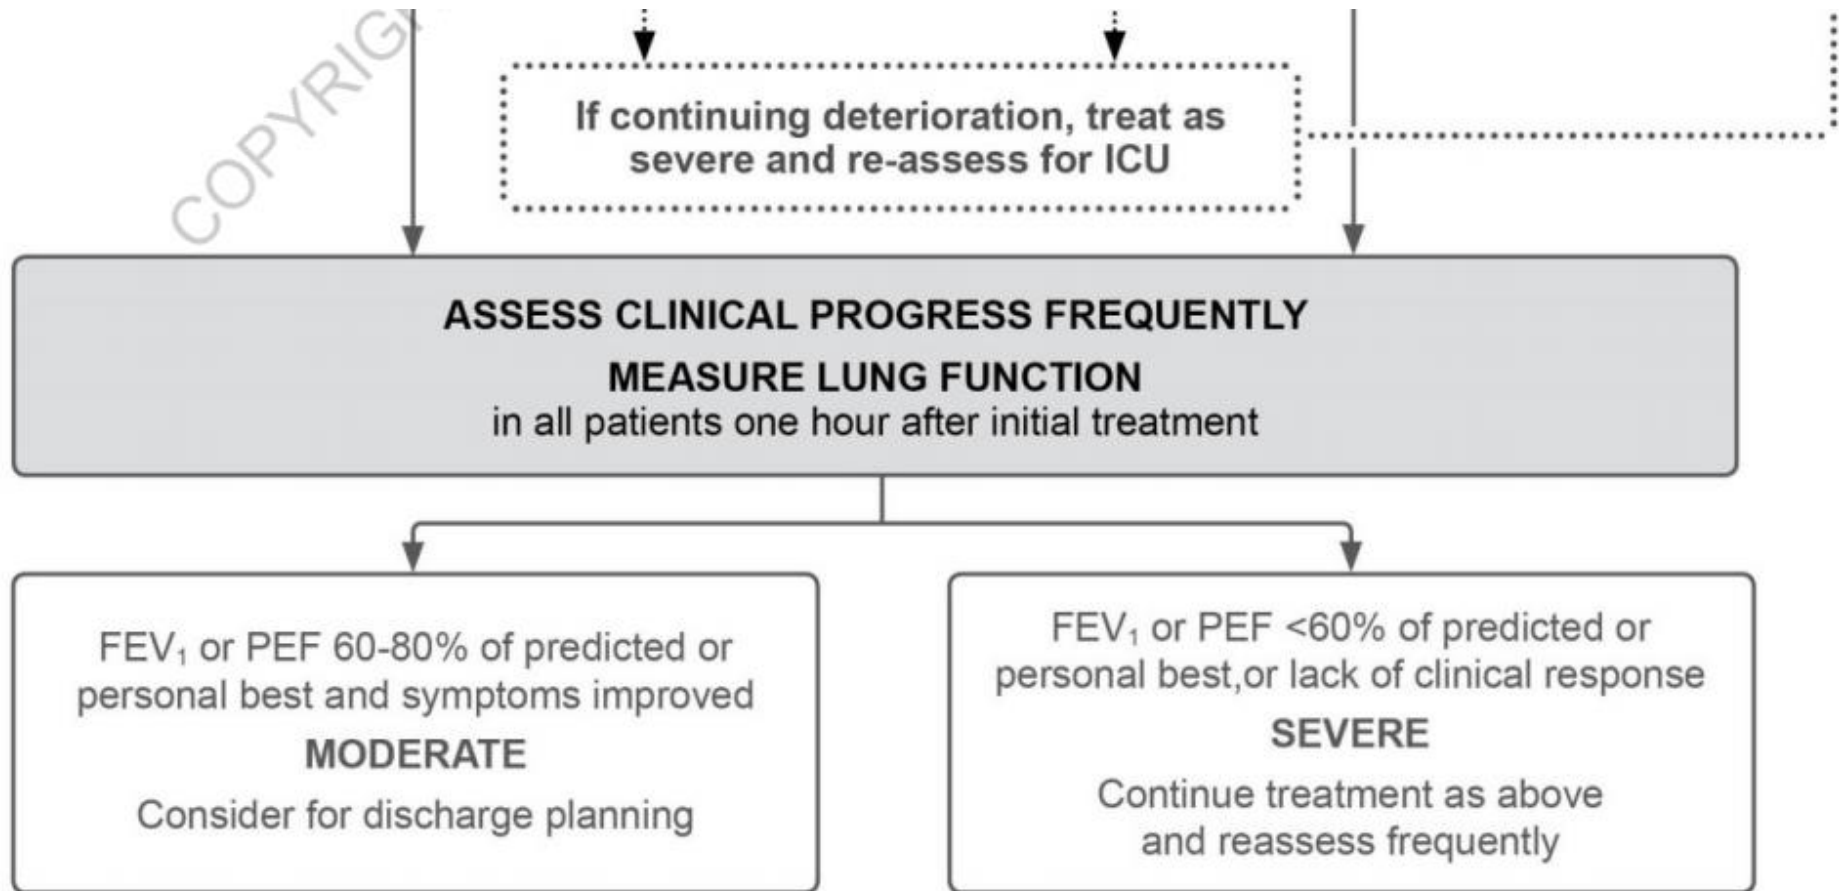 COPYRIGH
If continuing deterioration, treat as
severe and re-assess for ICU
ASSESS CLINICAL PROGRESS FREQUENTLY
MEASURE LUNG FUNCTION
in all patients one hour after initial treatment
FEV₁ or PEF 60-80% of predicted or
personal best and symptoms improved
MODERATE
Consider for discharge planning
FEV₁ or PEF <60% of predicted or
personal best,or lack of clinical response
SEVERE
Continue treatment as above
and reassess frequently